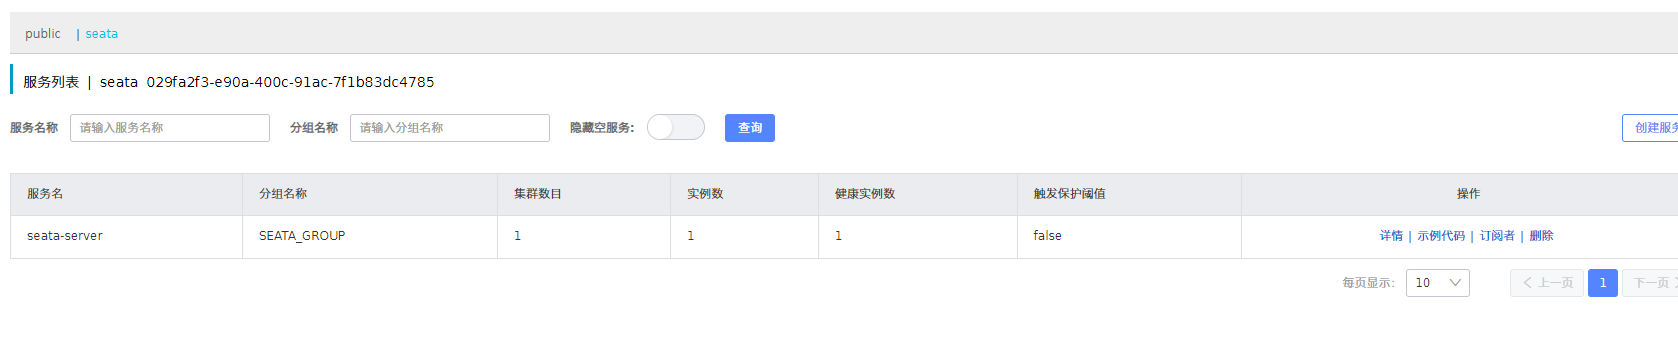 public | seata
服务列表 | seata 029fa2f3-e90a-400c-91ac-7f1b83dc4785
服务名称 请输入服务名称 分组名称 请输入分组名称 隐藏空服务: 查询 创建服务
服务名 分组名称 集群数目 实例数 健康实例数 触发保护阈值 操作
seata-server SEATA_GROUP 1 1 1 false 详情 | 示例代码 | 订阅者 | 删除
每页显示: 10 上一页 1 下一页